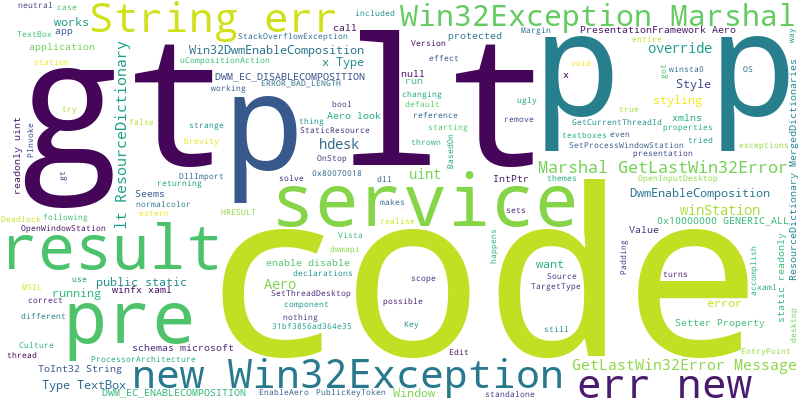 neutral case
String err
call included
Win32Exception Marshal
TextBox works app
StackOverflowException
protected
Version
Margin
PresentationFramework Aero
entire
way
application
Win32DwmEnableComposition
effect
override
station
uCompositionAction
x Type
null
got
winsta0
OS
gt lt p p p
DWM_EC_DISABLECOMPOSITION
ERROR_BAD_LENGTH
run
x
void
Style
try
working
changing
ugly
styling
bool
default
remove
true
false
strange
thing
Aero look
reference
GetCurrentThreadId
xmlns
PInvoke
brevity
StaticResource
starting
textboxes even
properties
readonly uint
lt ResourceDictionary
DllImport
OnStop
hdesk
thrown
BasedOn
SetProcessWindowStation
tried
exceptions
presentation
ResourceDictionary MergedDictionaries
gt
Seems
returning
solve
0x80070018
dll
uint
Marshal GetLastWin32Error
Deadlock
following
normalcolor
extern
service
IntPtr
themes
OpenInputDesktop
OpenWindowStation
HRESULT
makes
sets
DwmEnableComposition
result
code
realise
winStation
Vista
dwmapi
happens
Value
0x10000000 GENERIC_ALL
VSli
use
enable disable
declarations
want
Padding
accomplish
static readonly
running
public static
Aero
scope
Source
TargetType
turns
correct
winfx xaml
pre
SetThreadDesktop
component
possible
error
axaml
different
nothing
31bf3856ad364e35
Key
still
Setter Property
desktop
Culture
thread
schemas microsoft
Edit
EntryPoint
ProcessorArchitecture
ToInt32 String
new Win32Exception
err new
GetLastWin32Error Message
Type TextBox
DWM_EC_ENABLECOMPOSITION
EnableAero
PublicKeyToken
Window
standalone